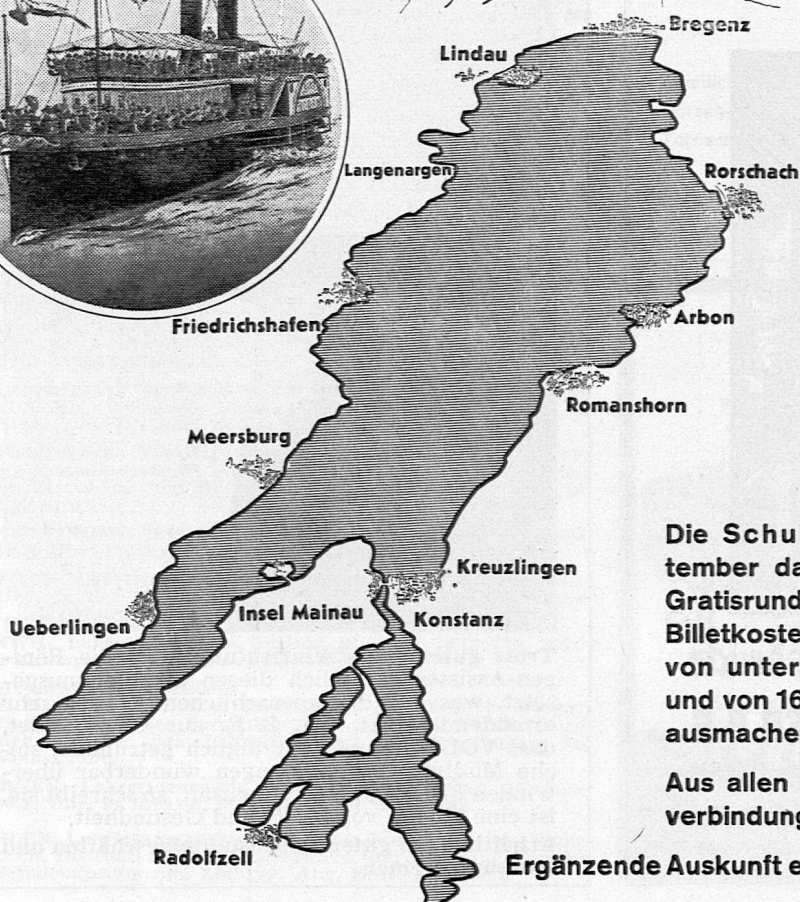 Bregenz
Lindau
Langenargen
Rorschach
Friedrichshafen
Arbon
Romanshorn
Meersburg
Kreuzlingen
Insel Mainau
Konstanz
Ueberlingen
Radolfzell
Die Schu
tember da
Gratisrund
Billetkoste
von unter
und von 16
ausmache
Aus allen
verbindung
Ergänzende Auskunft e